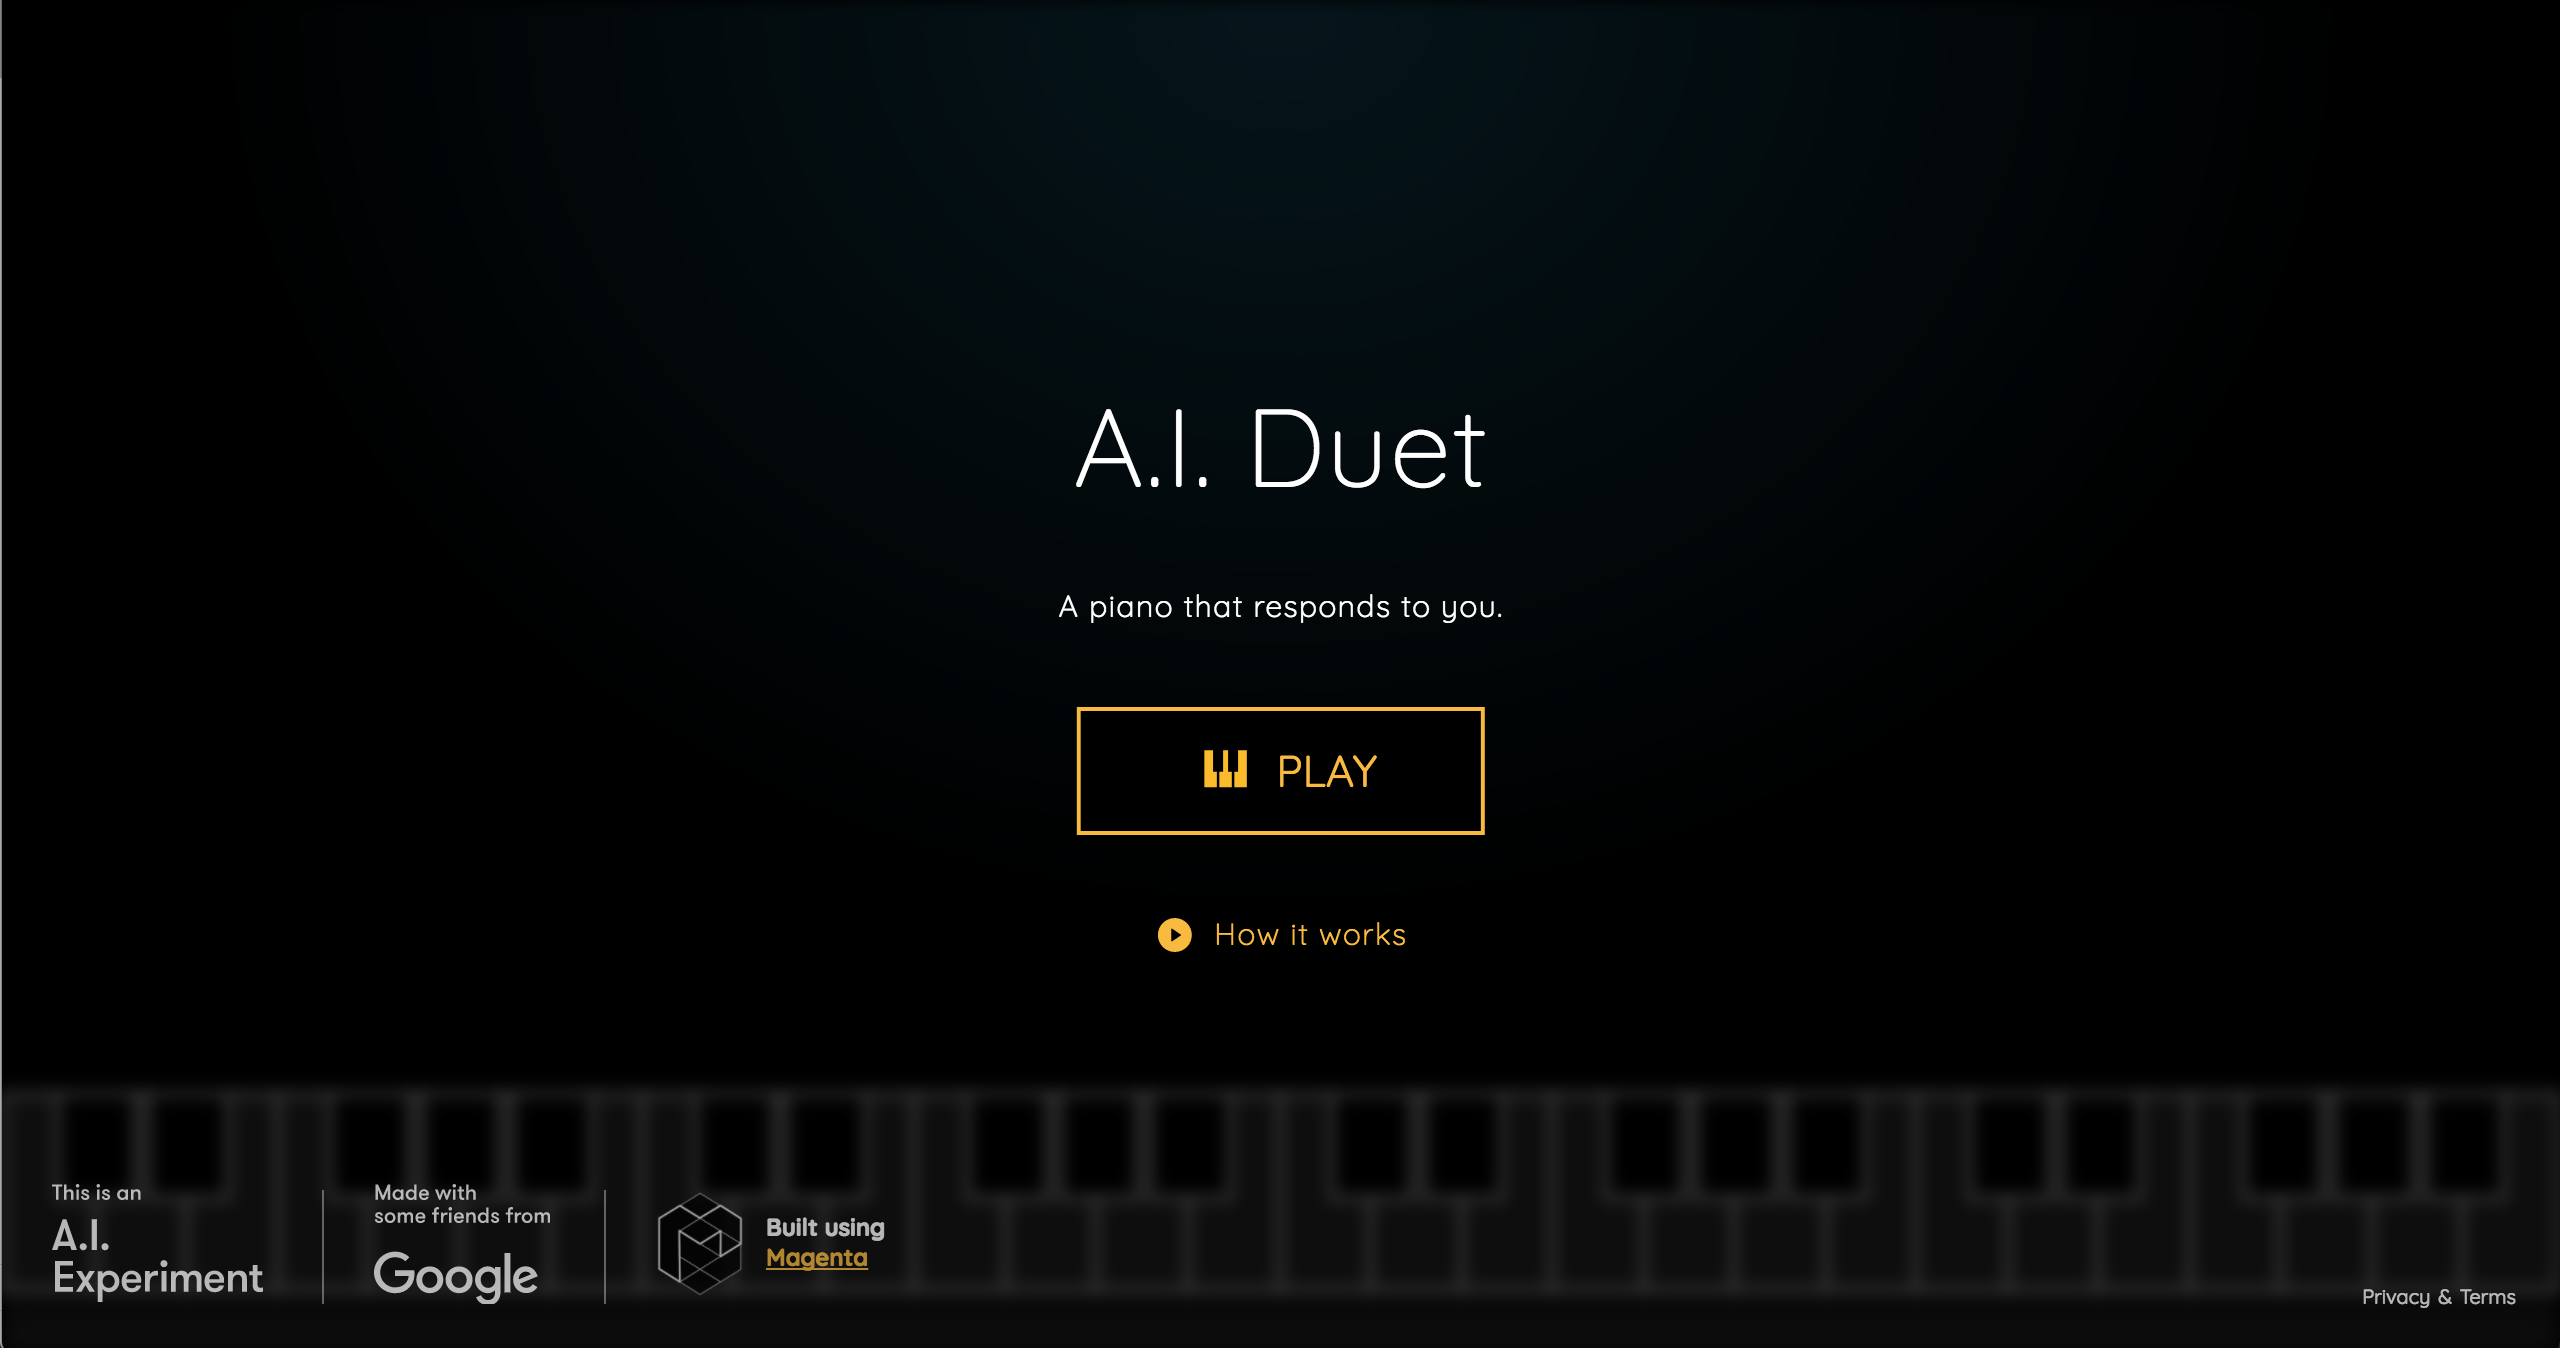 A.I. Duet
A piano that responds to you.
PLAY
How it works
This is an
A.I.
Experiment
Made with
some friends from
Google
Built using
Magenta
Privacy & Terms